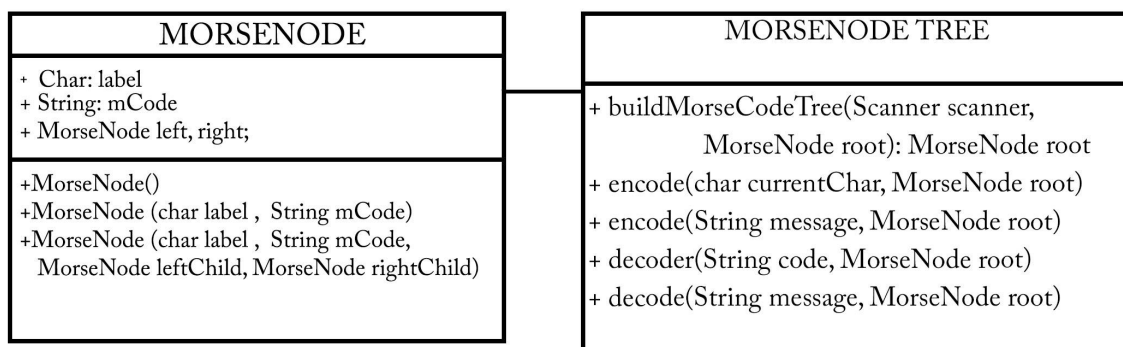 MORSENODE
+ Char: label
+ String: mCode
+ MorseNode left, right;
+MorseNode()
+MorseNode (char label , String mCode)
+MorseNode (char label , String mCode,
MorseNode leftChild, MorseNode rightChild)
MORSENODE TREE
+ buildMorseCodeTree(Scanner scanner,
MorseNode root): MorseNode root
+ encode(char currentChar, MorseNode root)
+ encode(String message, MorseNode root)
+ decoder(String code, MorseNode root)
+ decode(String message, MorseNode root)